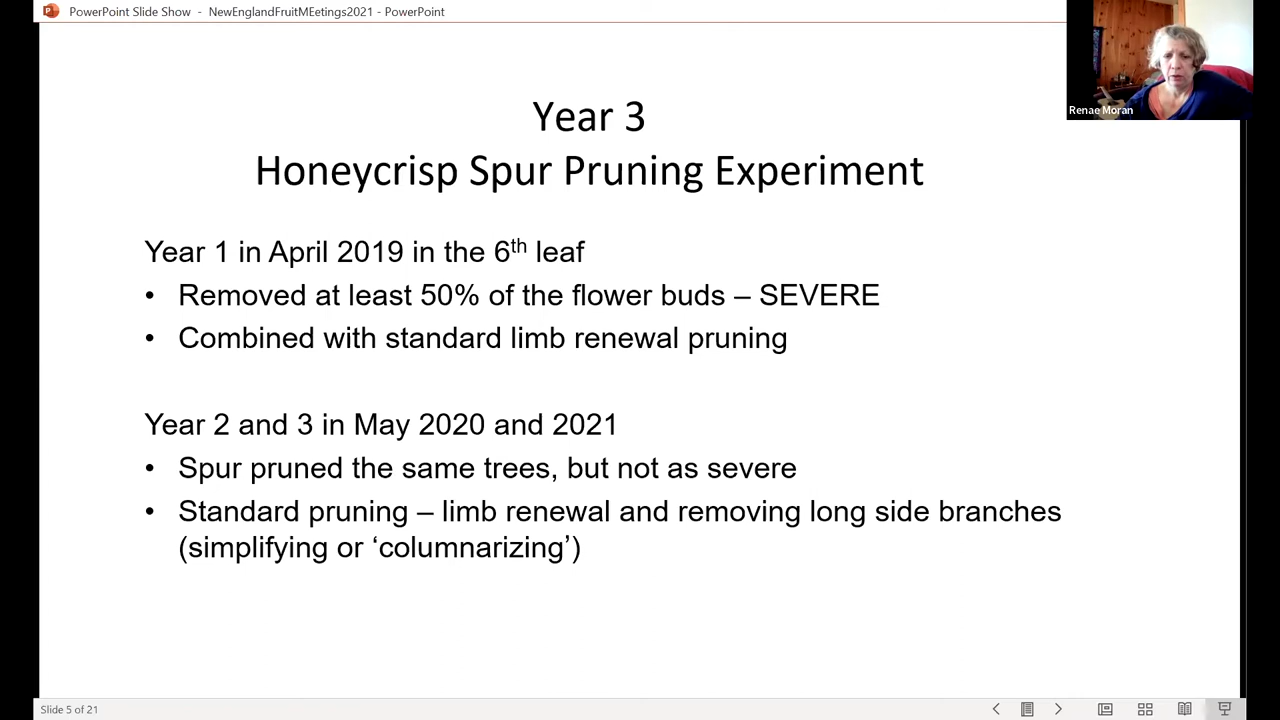 PowerPoint Slide Show - NewEnglandFruitMEetings2021 - PowerPoint
Renae Moran
Year 3
Honeycrisp Spur Pruning Experiment
Year 1 in April 2019 in the 6th leaf
• Removed at least 50% of the flower buds – SEVERE
• Combined with standard limb renewal pruning
Year 2 and 3 in May 2020 and 2021
• Spur pruned the same trees, but not as severe
• Standard pruning – limb renewal and removing long side branches
(simplifying or ‘columnarizing’)
Slide 5 of 21